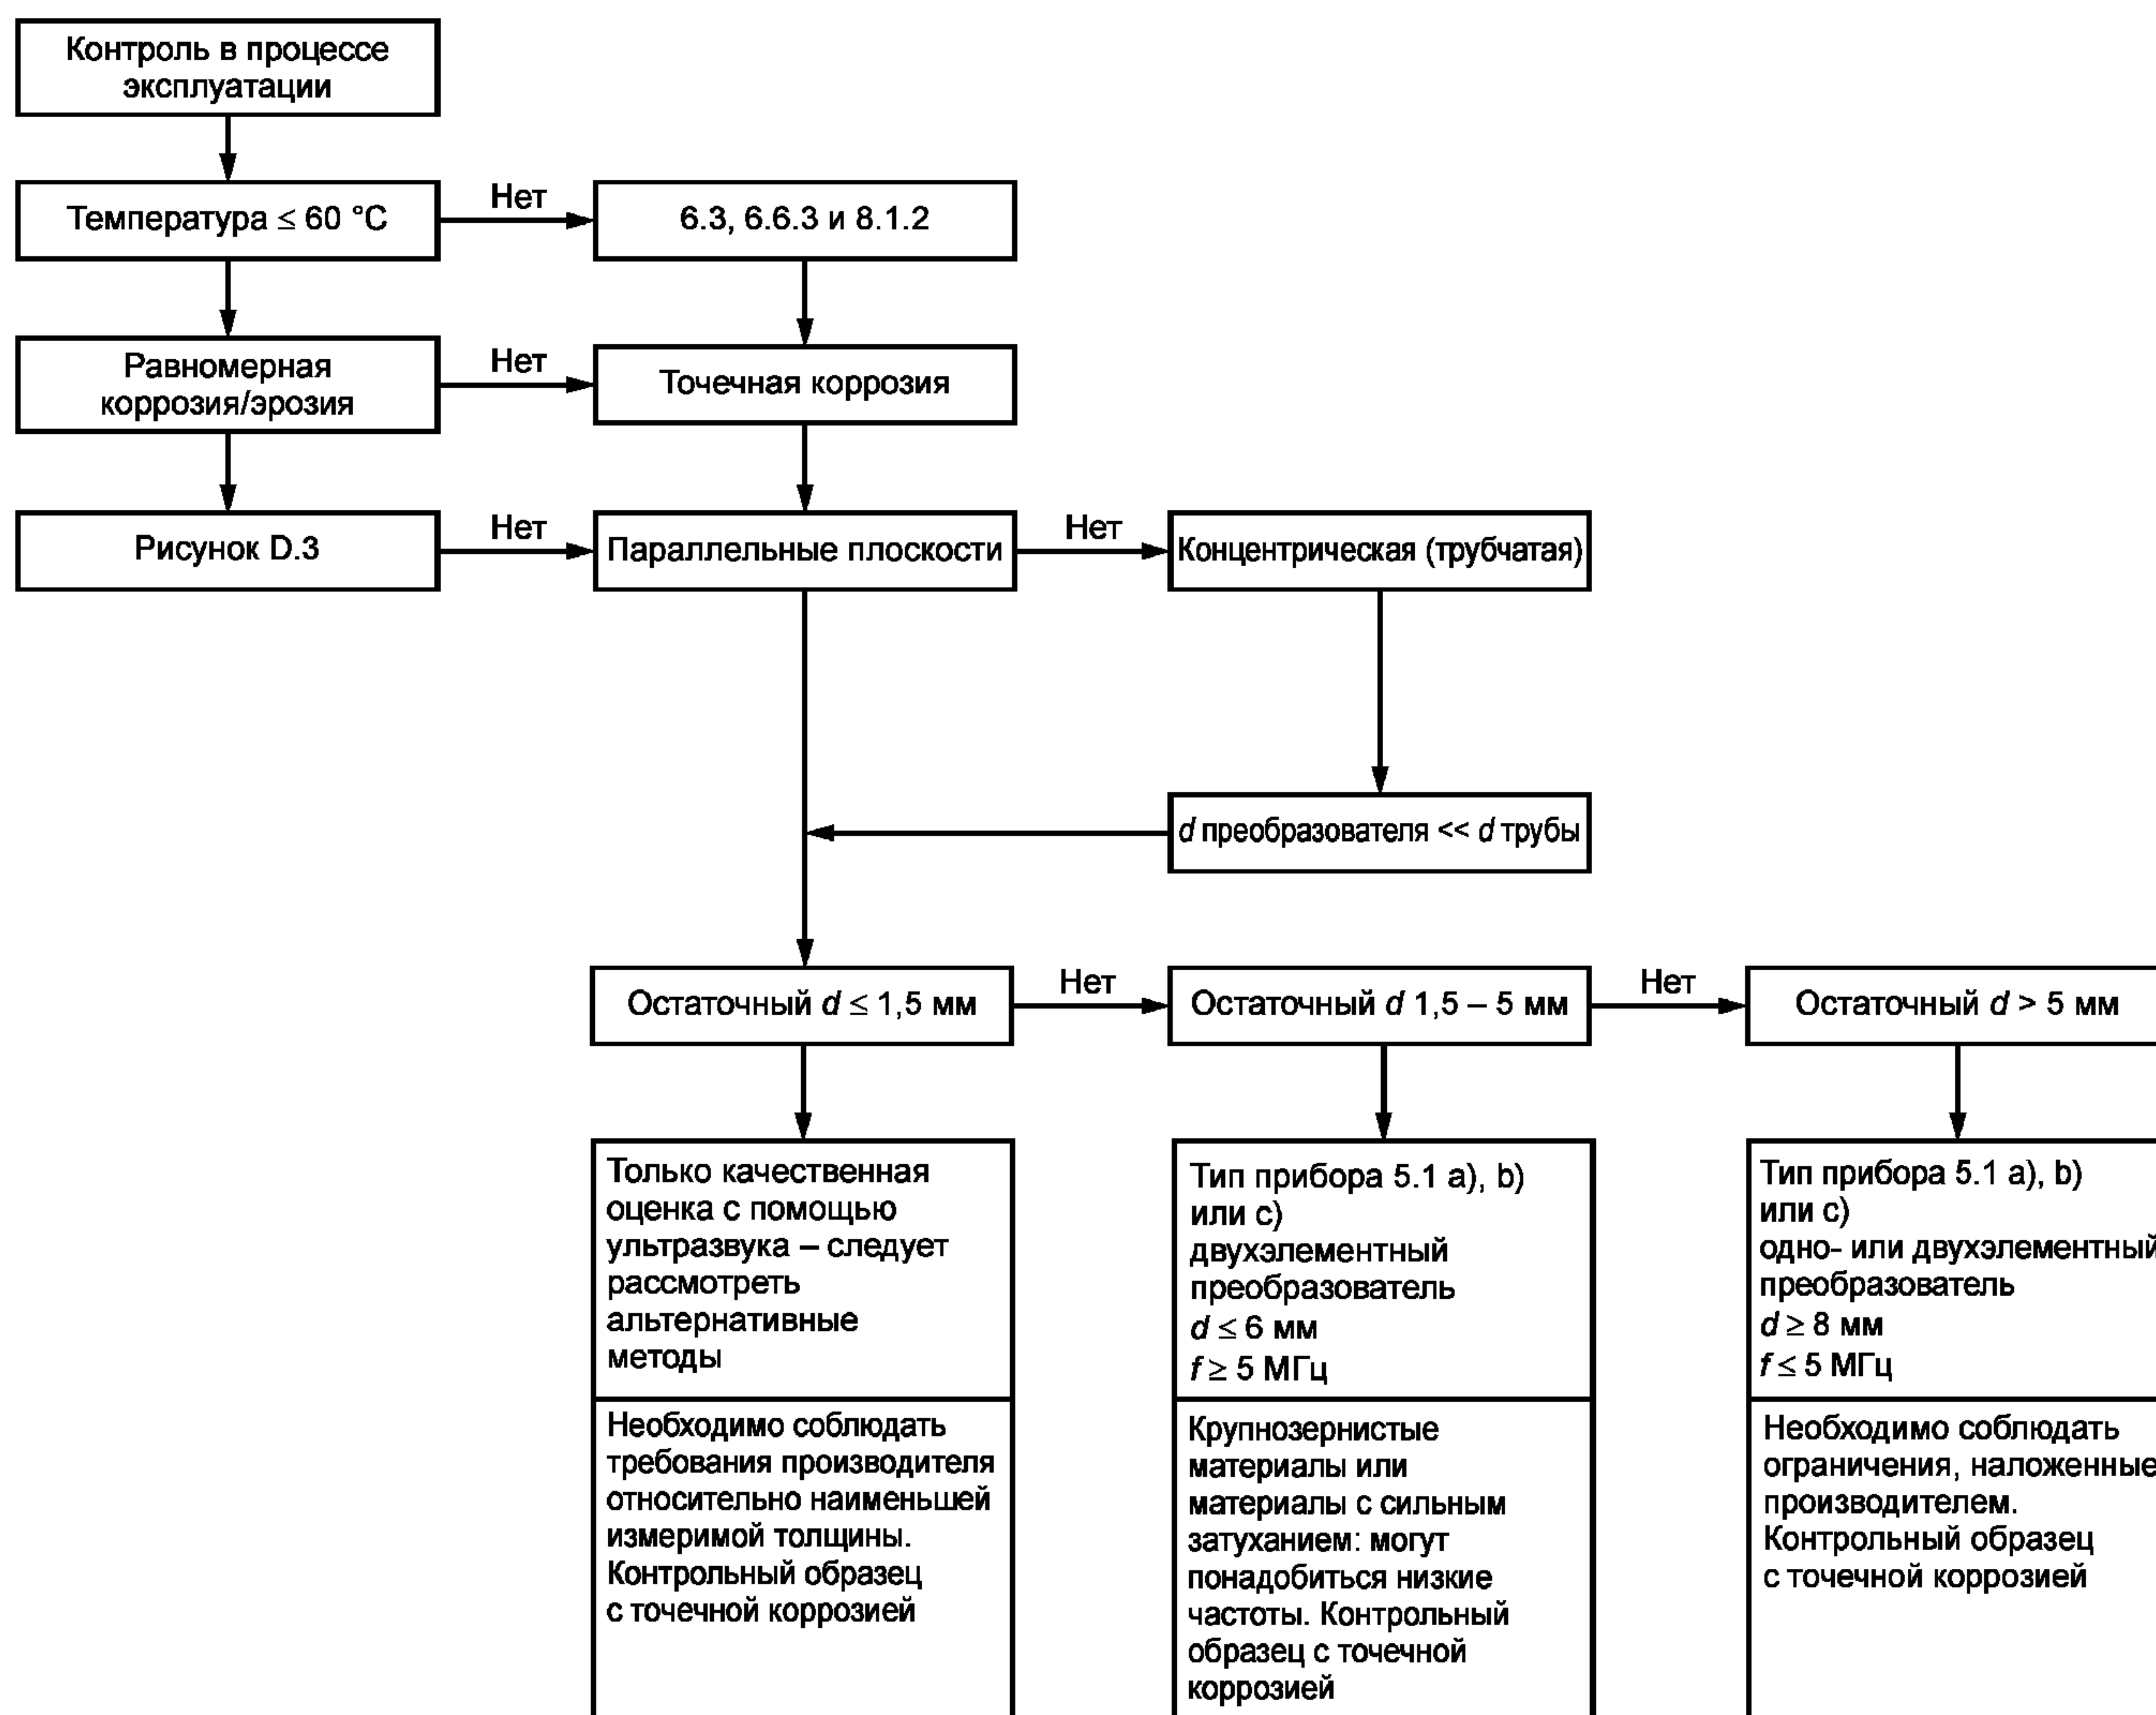 Контроль в процессе
эксплуатации
Температура ≤ 60 °C
Нет
6.3, 6.6.3 и 8.1.2
Равномерная
коррозия/эрозия
Нет
Точечная коррозия
Рисунок D.3
Нет
Параллельные плоскости
Нет
Концентрическая (трубчатая)
d преобразователя << d трубы
Остаточный d ≤ 1,5 мм
Нет
Остаточный d 1,5 – 5 мм
Нет
Остаточный d > 5 мм
Только качественная
оценка с помощью
ультразвука – следует
рассмотреть
альтернативные
методы
Необходимо соблюдать
требования производителя
относительно наименьшей
измеримой толщины.
Контрольный образец
с точечной коррозией
Тип прибора 5.1 a), b)
или c)
двухэлементный
преобразователь
d ≤ 6 мм
f ≥ 5 МГц
Крупнозернистые
материалы или
материалы с сильным
затуханием: могут
понадобиться низкие
частоты. Контрольный
образец с точечной
коррозией
Тип прибора 5.1 a), b)
или c)
одно- или двухэлементный
преобразователь
d ≥ 8 мм
f ≤ 5 МГц
Необходимо соблюдать
ограничения, наложенные
производителем.
Контрольный образец
с точечной коррозией